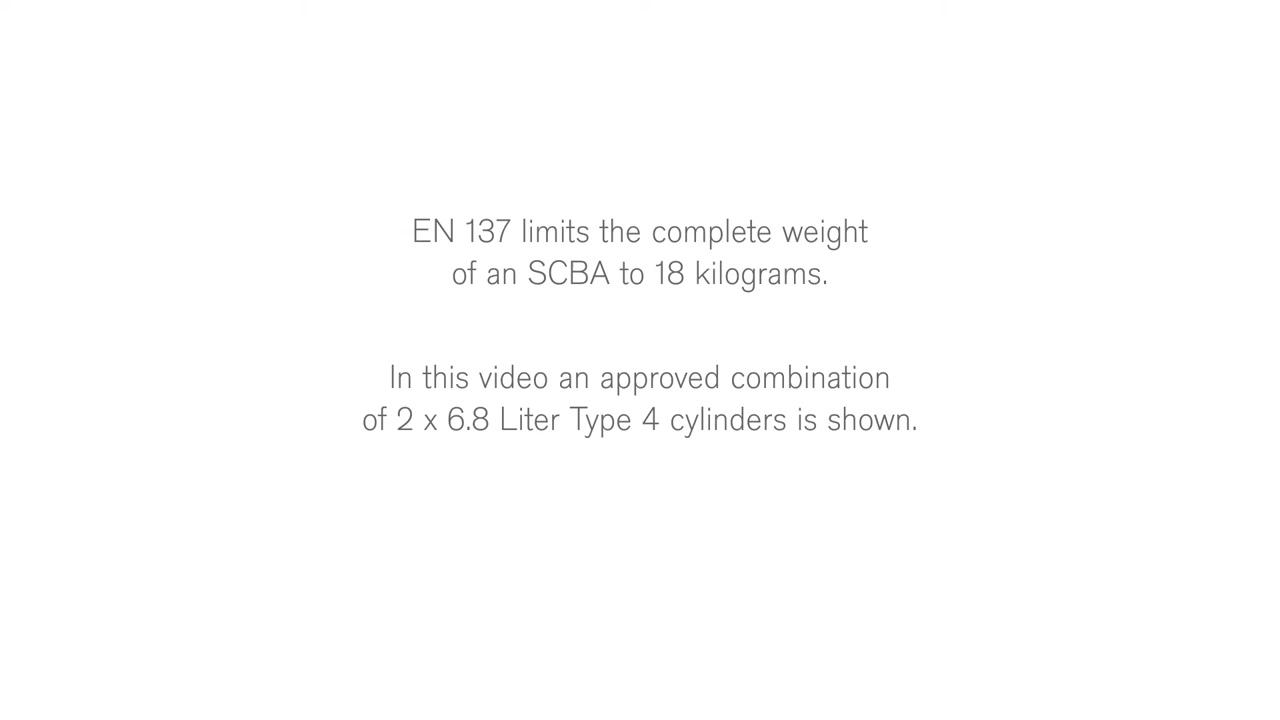 EN 137 limits the complete weight
of an SCBA to 18 kilograms.
In this video an approved combination
of 2 x 6.8 Liter Type 4 cylinders is shown.